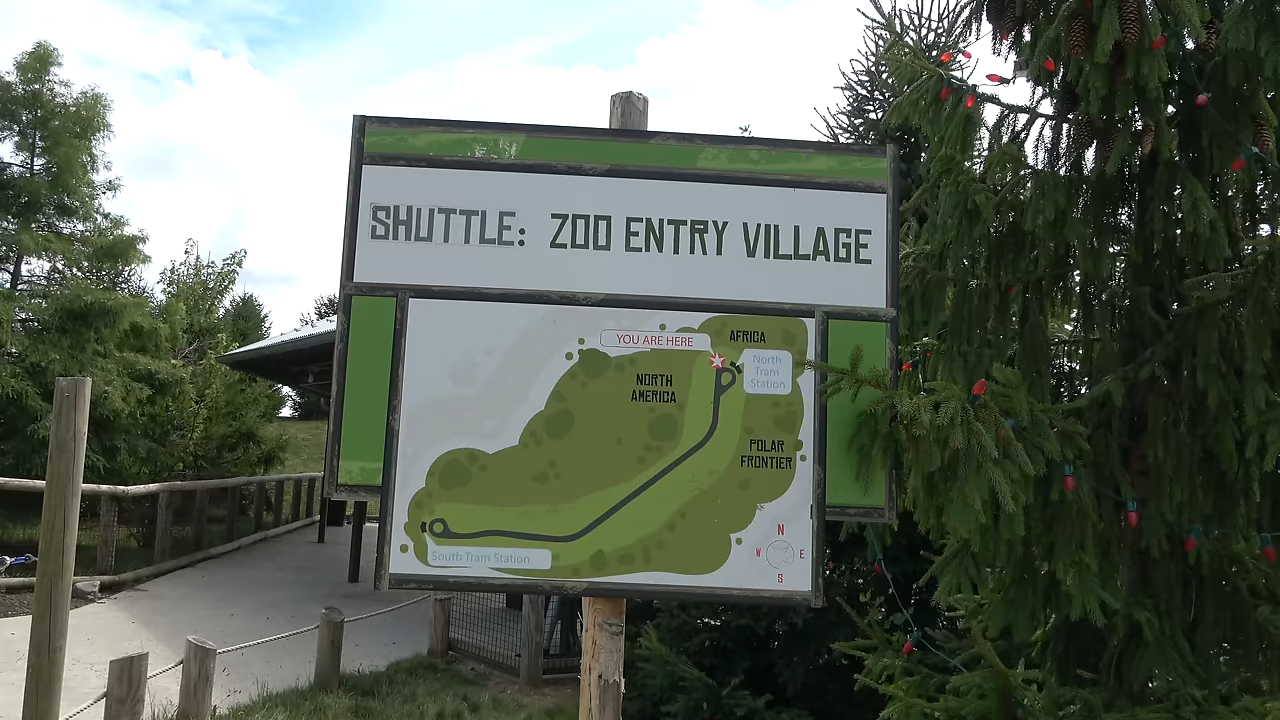 SHUTTLE: ZOO ENTRY VILLAGE
YOU ARE HERE
AFRICA
North
Tram
Station
NORTH
AMERICA
POLAR
FRONTIER
South Tram Station
N
W E
S